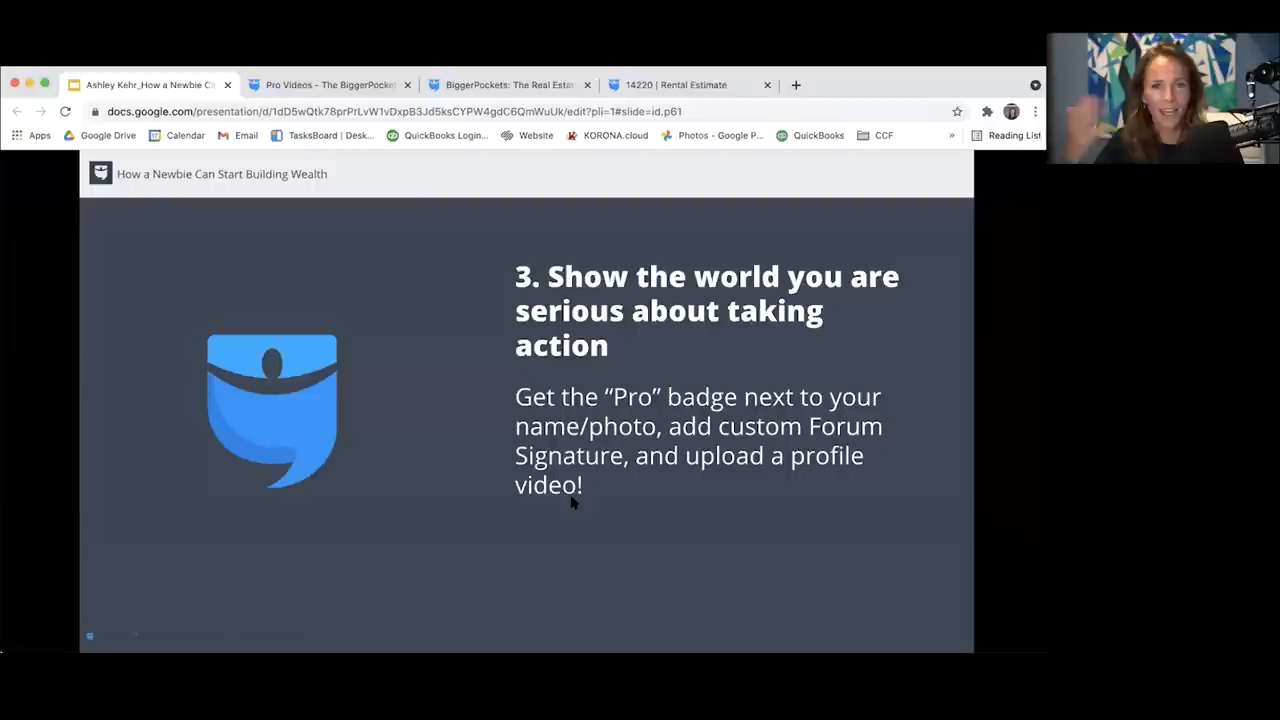 Ashley Kehr_How a Newbie Ca
Pro Videos - The BiggerPocket
BiggerPockets: The Real Estat
14220 | Rental Estimate
docs.google.com/presentation/d/1dD5wQtk78prPrLvW1vDxpB3Jd5ksCYPW4gdC6QmWuUk/edit?pli=1#slide=id.p61
Apps Google Drive Calendar Email TasksBoard | Desk... QuickBooks Login... Website KORONA.cloud Photos - Google P... QuickBooks CCF » Reading List
How a Newbie Can Start Building Wealth
3. Show the world you are
serious about taking
action
Get the “Pro” badge next to your
name/photo, add custom Forum
Signature, and upload a profile
video!